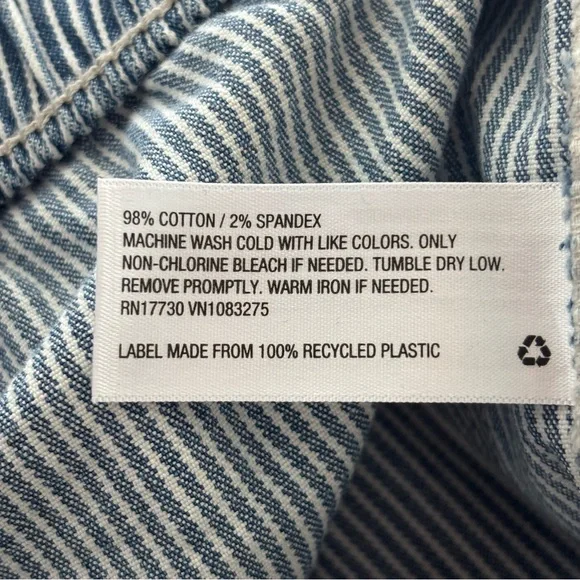 98% COTTON / 2% SPANDEX
MACHINE WASH COLD WITH LIKE COLORS. ONLY
NON-CHLORINE BLEACH IF NEEDED. TUMBLE DRY LOW.
REMOVE PROMPTLY. WARM IRON IF NEEDED.
RN17730 VN1083275
LABEL MADE FROM 100% RECYCLED PLASTIC